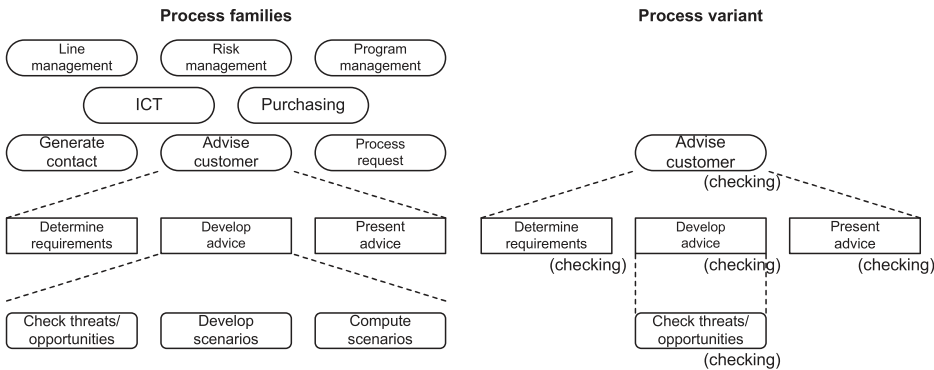 Process families
Process variant
Line
management
Risk
management
Program
management
ICT
Purchasing
Generate
contact
Advise
customer
Process
request
Advise
customer
(checking)
Determine
requirements
Develop
advice
Present
advice
Determine
requirements
(checking)
Develop
advice
(checking)
Present
advice
(checking)
Check threats/
opportunities
Develop
scenarios
Compute
scenarios
Check threats/
opportunities
(checking)